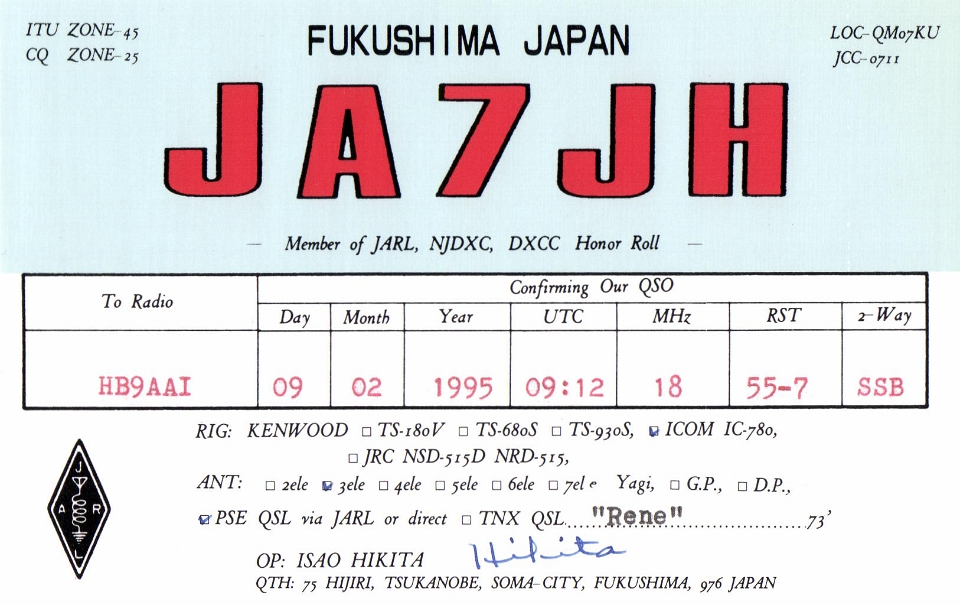 ITU ZONE-45
CQ ZONE-25
FUKUSHIMA JAPAN
LOC-QM07KU
JCC-0711
JA7JH
— Member of JARL, NJDXC, DXCC Honor Roll —
To Radio
Confirming Our QSO
Day Month Year UTC MHz RST 2-Way
HB9AAI 09 02 1995 09:12 18 55-7 SSB
RIG: KENWOOD □ TS-180V □ TS-680S □ TS-930S, ☑ ICOM IC-780,
□ JRC NSD-515D NRD-515,
ANT: □ 2ele ☑ 3ele □ 4ele □ 5ele □ 6ele □ 7ele Yagi, □ G.P., □ D.P.,
☑ PSE QSL via JARL or direct □ TNX QSL...."Rene"....................73'
J
A R
L
OP: ISAO HIKITA Hikita
QTH: 75 HIJIRI, TSUKANOBE, SOMA-CITY, FUKUSHIMA, 976 JAPAN